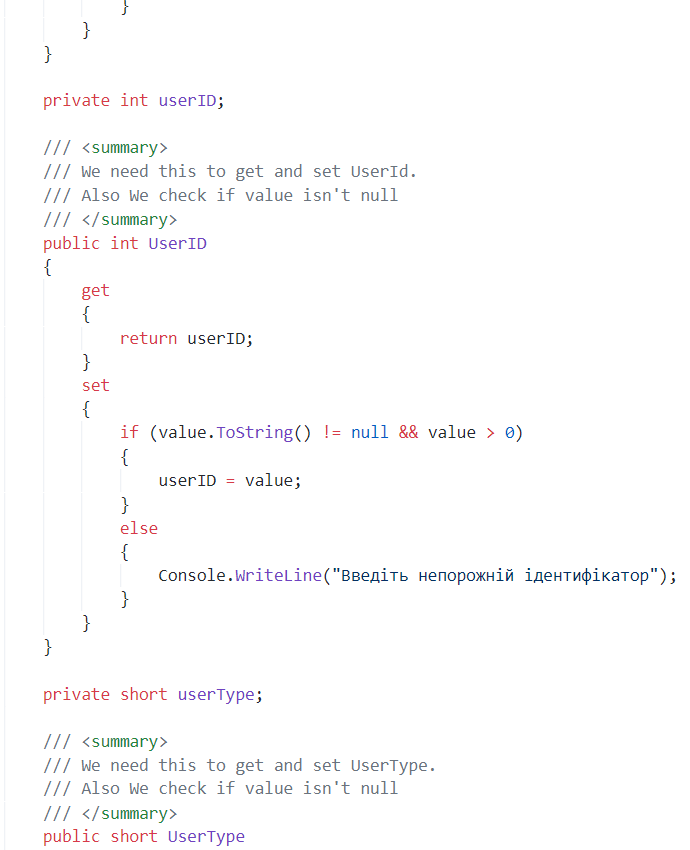 }
}
}
private int userID;
/// <summary>
/// We need this to get and set UserId.
/// Also We check if value isn't null
/// </summary>
public int UserID
{
get
{
return userID;
}
set
{
if (value.ToString() != null && value > 0)
{
userID = value;
}
else
{
Console.WriteLine("Введіть непорожній ідентифікатор");
}
}
}
private short userType;
/// <summary>
/// We need this to get and set UserType.
/// Also We check if value isn't null
/// </summary>
public short UserType